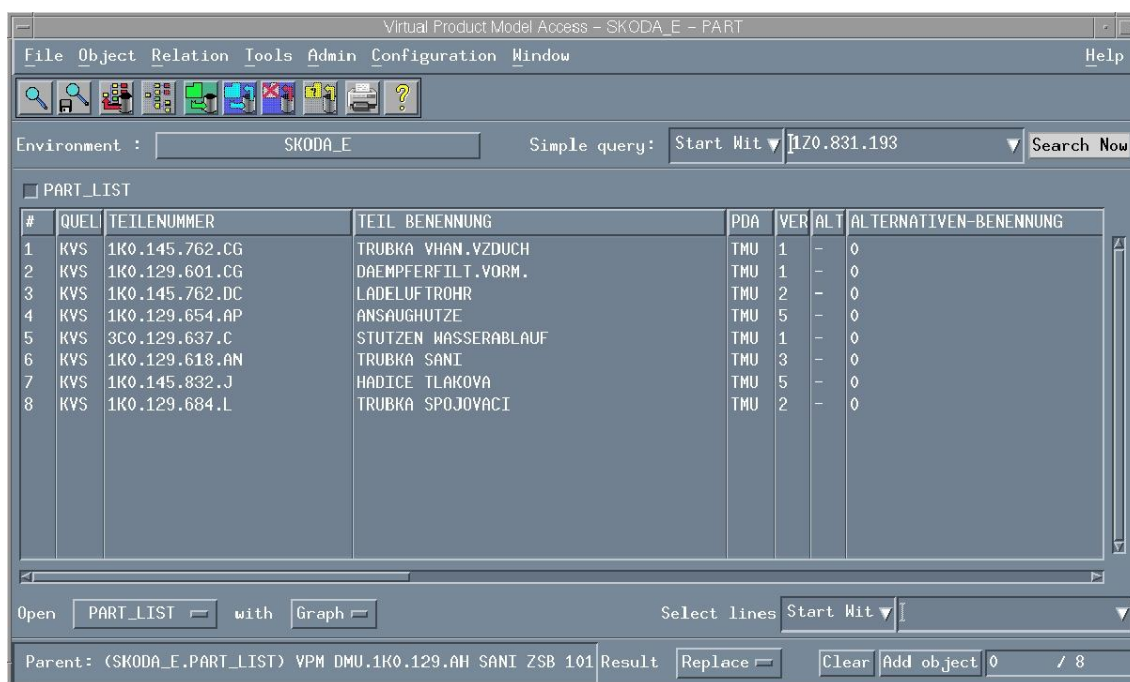 Virtual Product Model Access – SKODA_E – PART
File Object Relation Tools Admin Configuration Window Help
Environment : SKODA_E Simple query: Start Wit 1Z0.831.193 Search Now
PART_LIST
# QUEL TEILENUMMER TEIL BENENNUNG PDA VER ALT ALTERNATIVEN-BENENNUNG
1 KVS 1K0.145.762.CG TRUBKA VHAN.VZDUCH TMU 1 – 0
2 KVS 1K0.129.601.CG DAEMPFERFILT.VORM. TMU 1 – 0
3 KVS 1K0.145.762.DC LADELUFTROHR TMU 2 – 0
4 KVS 1K0.129.654.AP ANSAUGHUTZE TMU 5 – 0
5 KVS 3C0.129.637.C STUTZEN WASSERABLAUF TMU 1 – 0
6 KVS 1K0.129.618.AN TRUBKA SANI TMU 3 – 0
7 KVS 1K0.145.832.J HADICE TLAKOVA TMU 5 – 0
8 KVS 1K0.129.684.L TRUBKA SPOJOVACI TMU 2 – 0
Open PART_LIST with Graph Select lines Start Wit
Parent: (SKODA_E.PART_LIST) VPM DMU.1K0.129.AH SANI ZSB 101 Result Replace Clear Add object 0 / 8